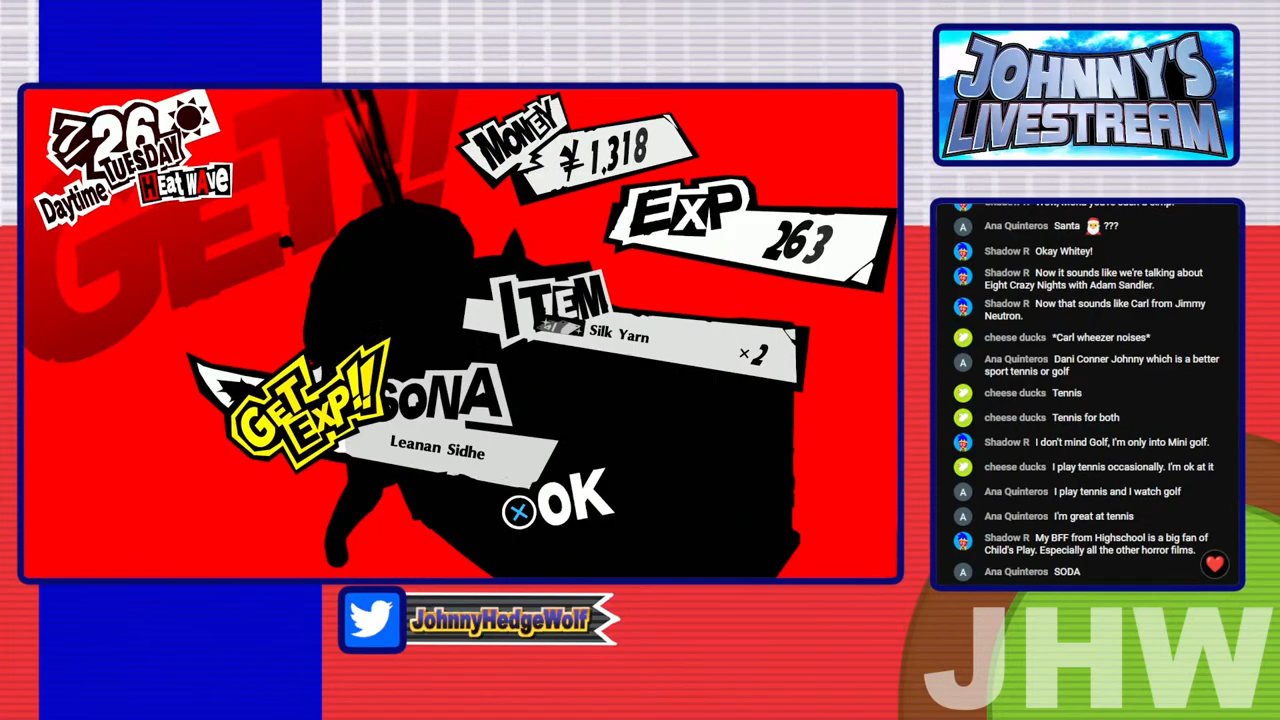 GET!!
26
TUESDAY
Daytime
Heat wAve
MONEY
¥ 1,318
EXP
263
ITEM
Silk Yarn
×2
GET EXP!!
SONA
Leanan Sidhe
OK
JohnnyHedgeWolf
JOHNNY'S
LIVESTREAM
Ana Quinteros Santa 🎅 ???
Shadow R Okay Whitey!
Shadow R Now it sounds like we're talking about
Eight Crazy Nights with Adam Sandler.
Shadow R Now that sounds like Carl from Jimmy
Neutron.
cheese ducks *Carl wheezer noises*
Ana Quinteros Dani Conner Johnny which is a better
sport tennis or golf
cheese ducks Tennis
cheese ducks Tennis for both
Shadow R I don't mind Golf, I'm only into Mini golf.
cheese ducks I play tennis occasionally. I'm ok at it
Ana Quinteros I play tennis and I watch golf
Ana Quinteros I'm great at tennis
Shadow R My BFF from Highschool is a big fan of
Child's Play. Especially all the other horror films.
Ana Quinteros SODA
JHW